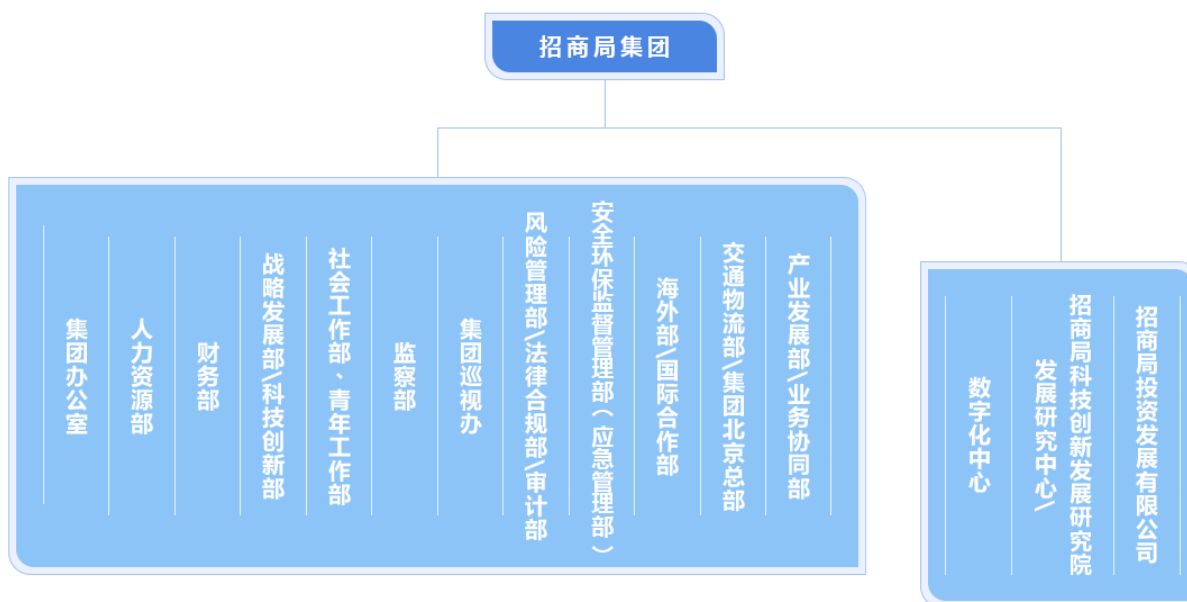 招商局集团
集团办公室
人力资源部
财务部
战略发展部\科技创新部
社会工作部、青年工作部
监察部
集团巡视办
风险管理部\法律合规部\审计部
安全环保监督管理部(应急管理部)
海外部\国际合作部
交通物流部\集团北京总部
产业发展部\业务协同部
数字化中心
发展研究中心\
招商局科技创新发展研究院
招商局投资发展有限公司